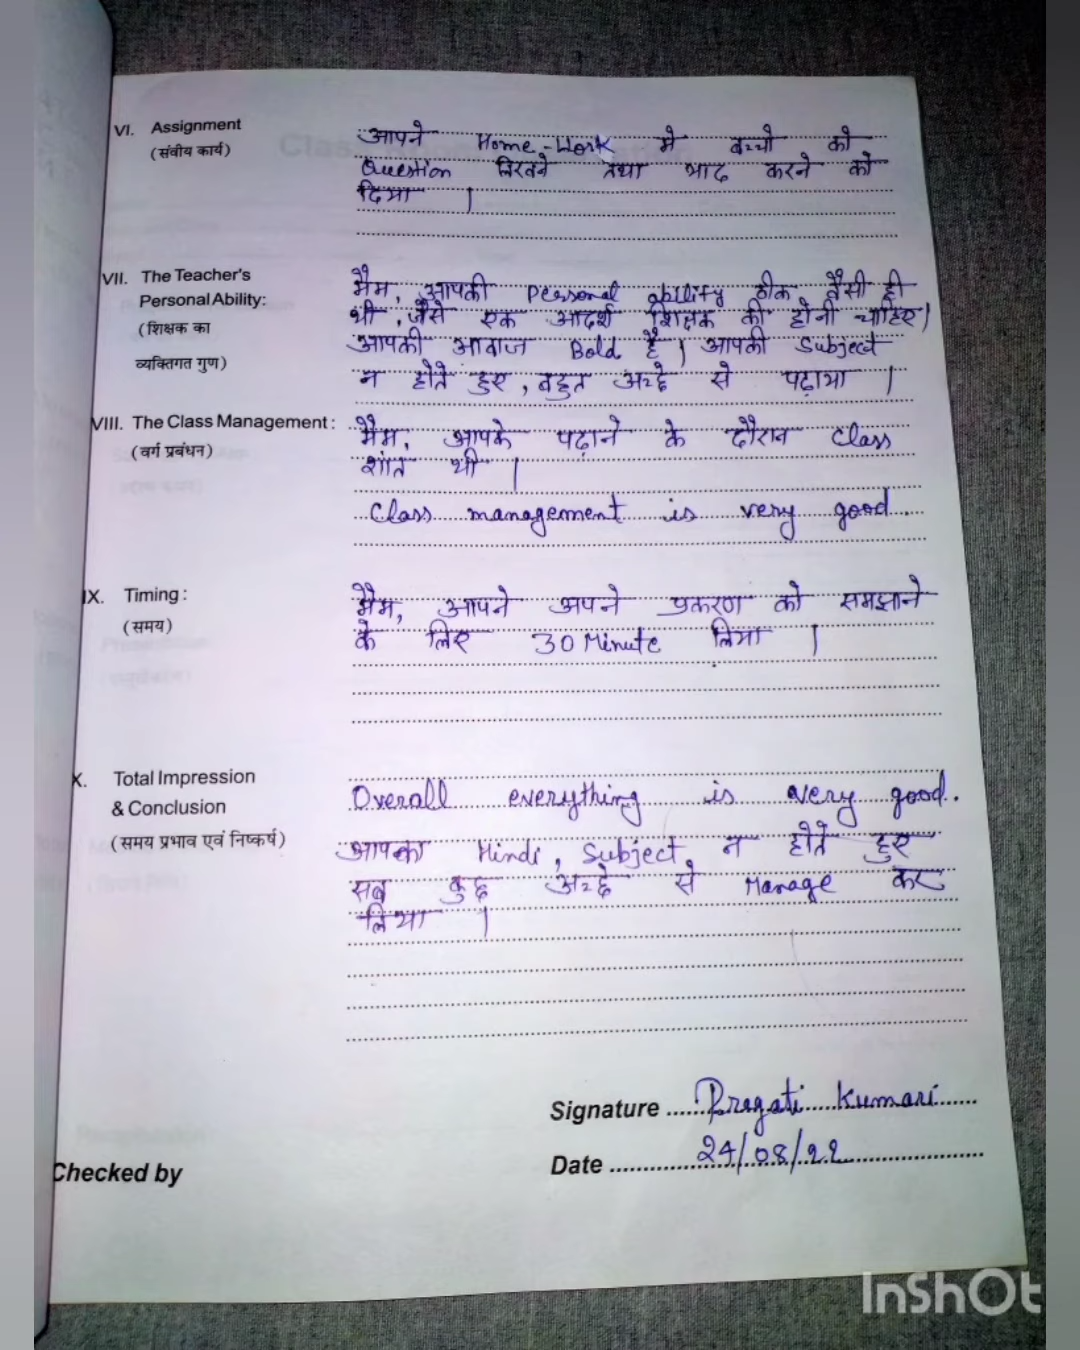 VI. Assignment
(संवीय कार्य)
आपने Home-Work मे बच्चो को
Question लिखने तथा याद करने को
दिया |
VII. The Teacher's
Personal Ability:
(शिक्षक का
व्यक्तिगत गुण)
मैम, आपकी Personal ability ठीक वैसी ही
थी, जैसे एक आदर्श शिक्षक की होनी चाहिए |
आपकी आवाज Bold है | आपकी Subject
न होते हुए, बहुत अच्छे से पढ़ाया |
VIII. The Class Management :
(वर्ग प्रबंधन)
मैम, आपके पढ़ाने के दौरान Class
शांत थी |
Class management is very good.
IX. Timing :
(समय)
मैम, आपने अपने प्रकरण को समझाने
के लिए 30 Minute लिया |
X. Total Impression
& Conclusion
(समय प्रभाव एवं निष्कर्ष)
Overall everything is very good.
आपका Hindi, Subject, न होते हुए
सब कुछ अच्छे से Manage कर
लिया |
Signature Pragati Kumari
Date 24/08/22
Checked by
InShOt